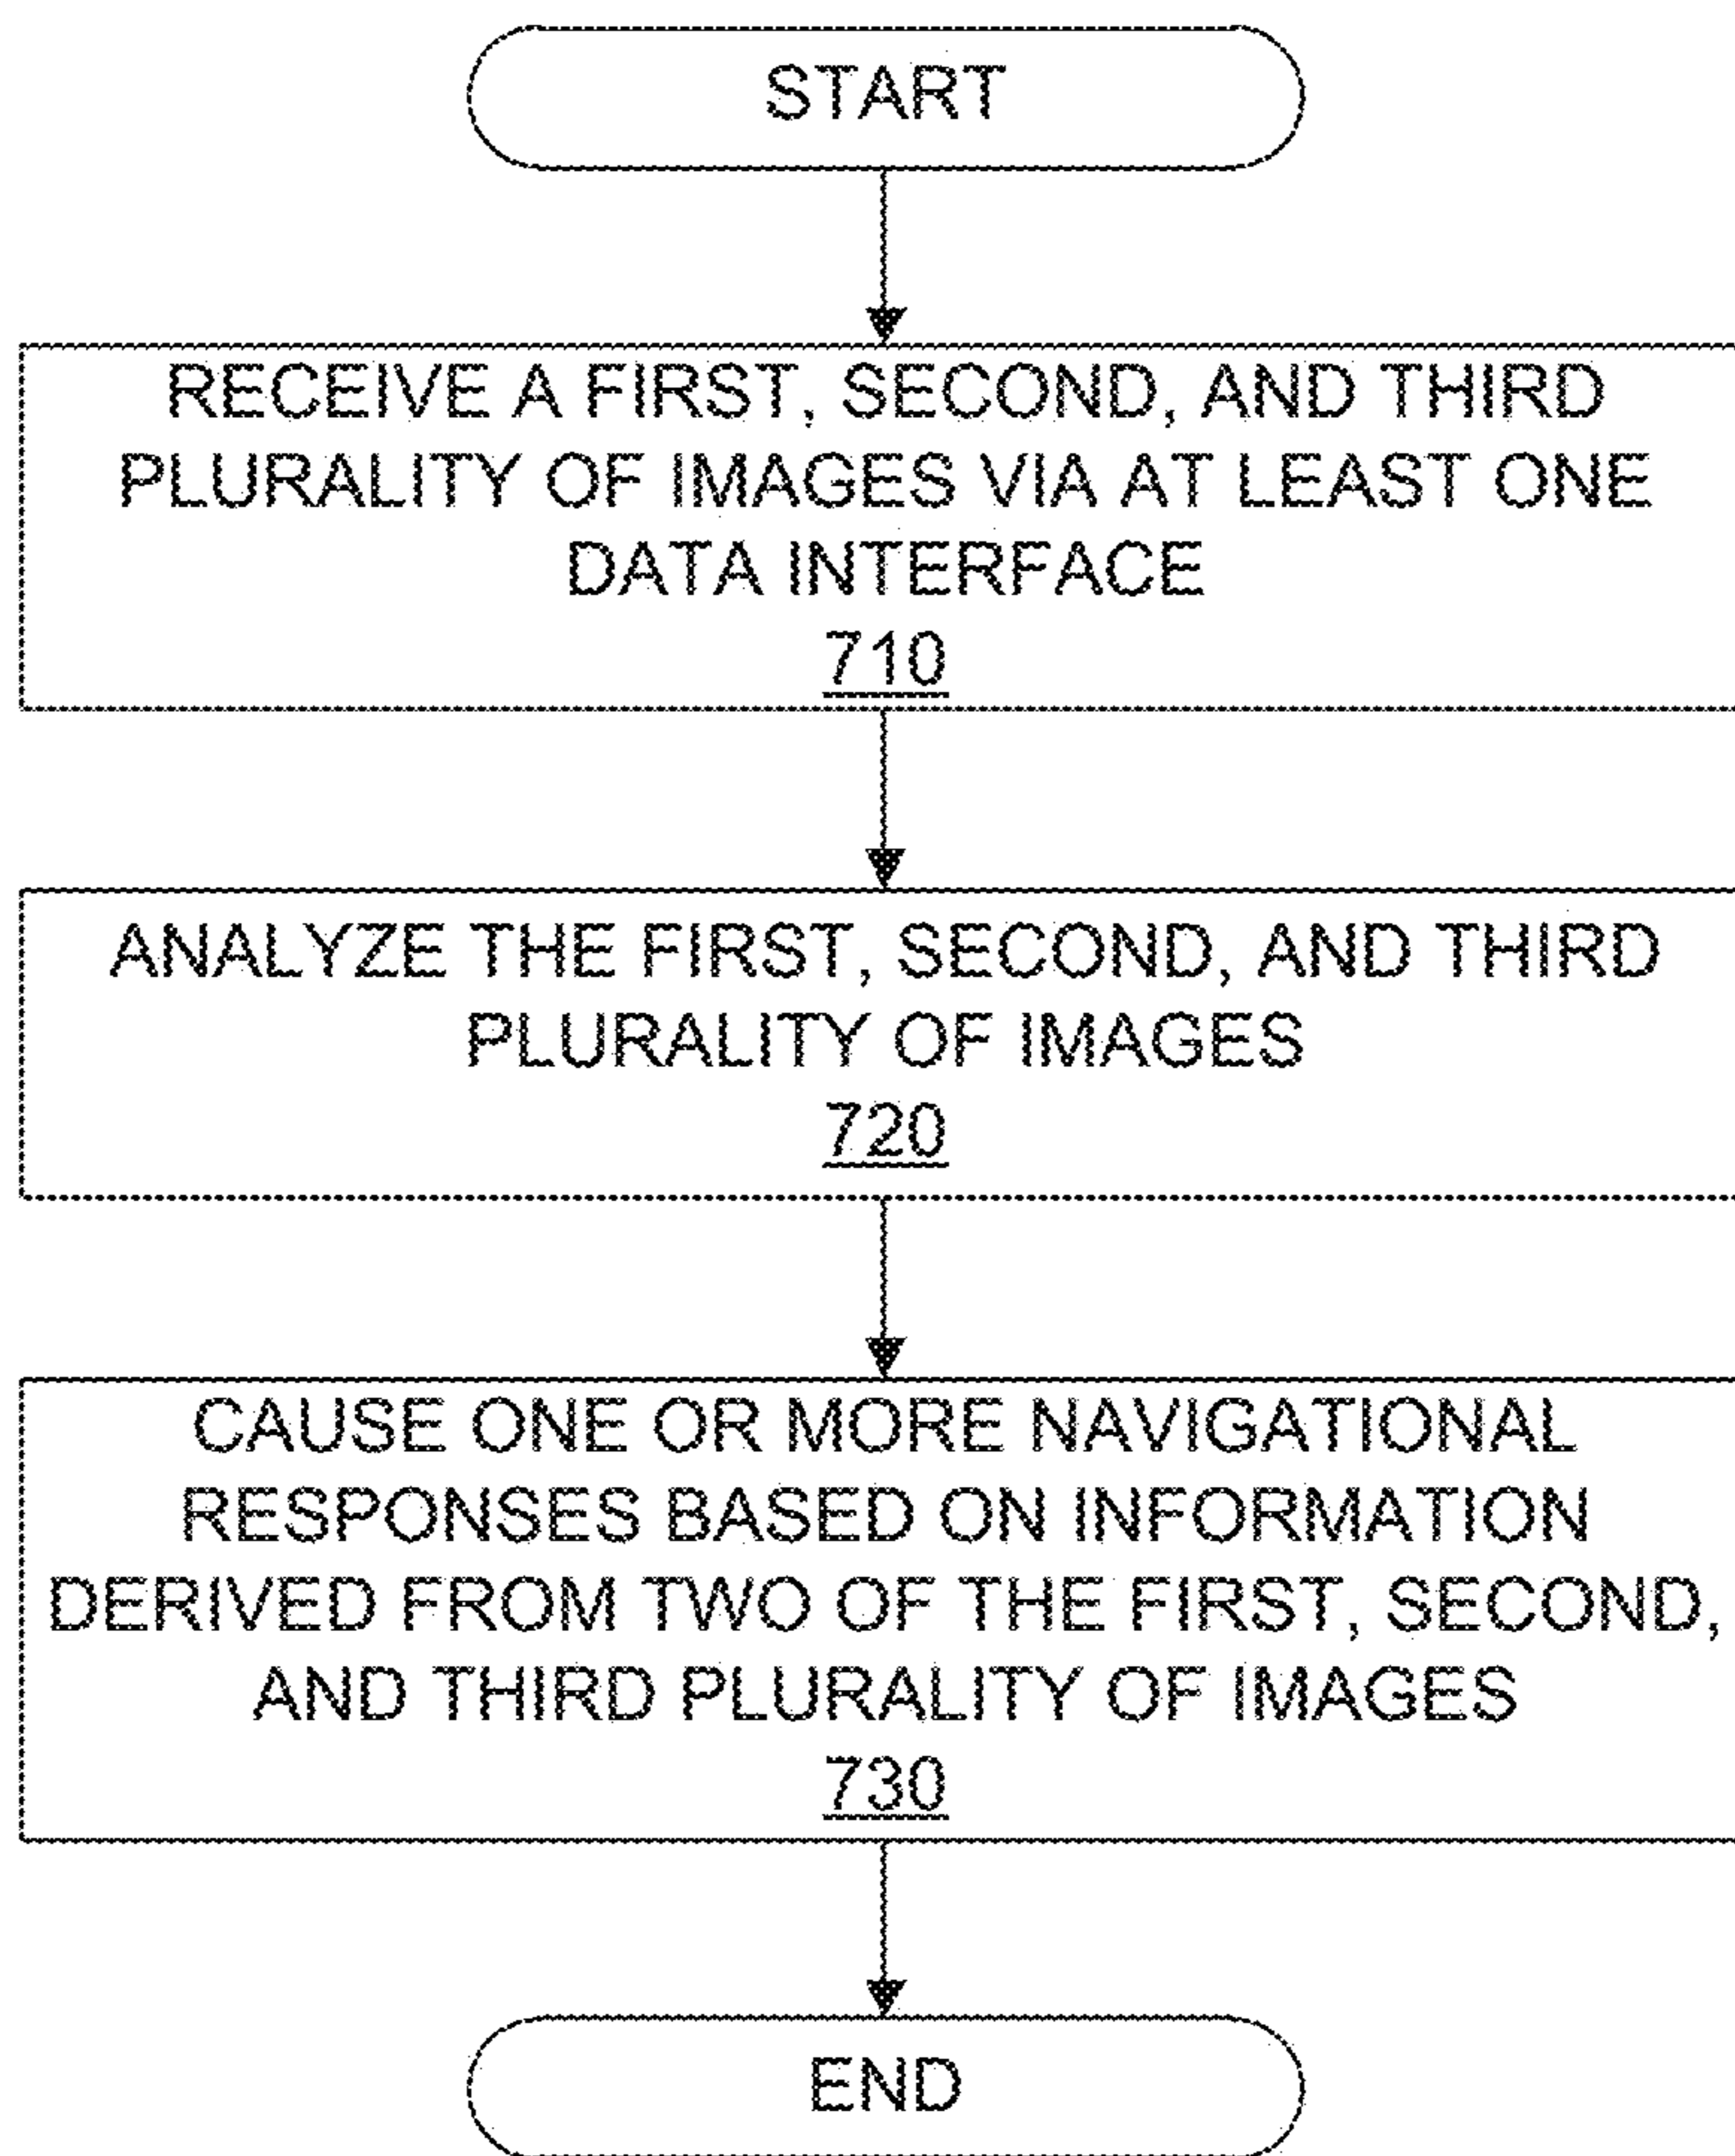 START
RECEIVE A FIRST, SECOND, AND THIRD
PLURALITY OF IMAGES VIA AT LEAST ONE
DATA INTERFACE
710
ANALYZE THE FIRST, SECOND, AND THIRD
PLURALITY OF IMAGES
720
CAUSE ONE OR MORE NAVIGATIONAL
RESPONSES BASED ON INFORMATION
DERIVED FROM TWO OF THE FIRST, SECOND,
AND THIRD PLURALITY OF IMAGES
730
END